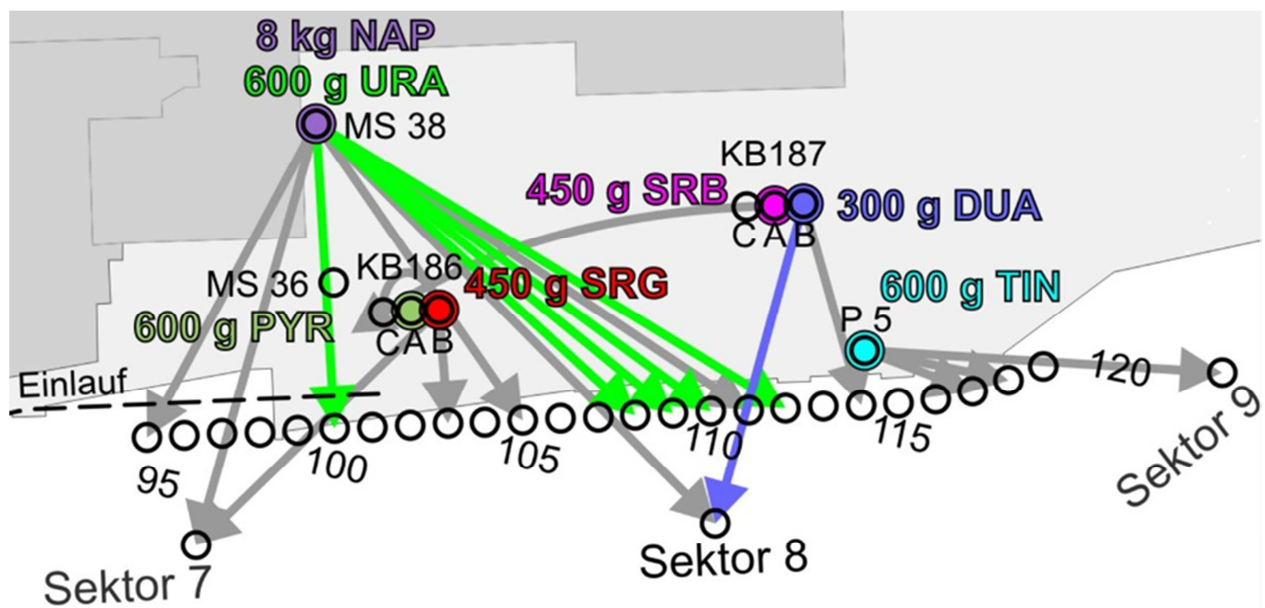 8 kg NAP
600 g URA
MS 38
KB187
450 g SRB
300 g DUA
C A B
MS 36
KB186
450 g SRG
600 g TIN
600 g PYR
C A B
P 5
Einlauf
95
100
105
110
115
120
Sektor 7
Sektor 8
Sektor 9